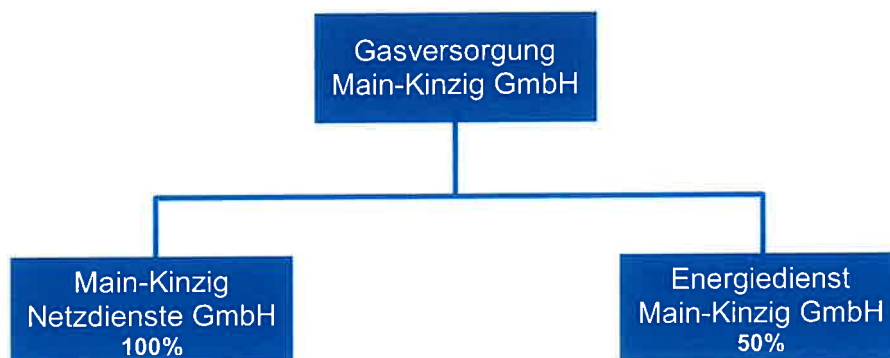 Gasversorgung
Main-Kinzig GmbH
Main-Kinzig
Netzdienste GmbH
100%
Energiedienst
Main-Kinzig GmbH
50%